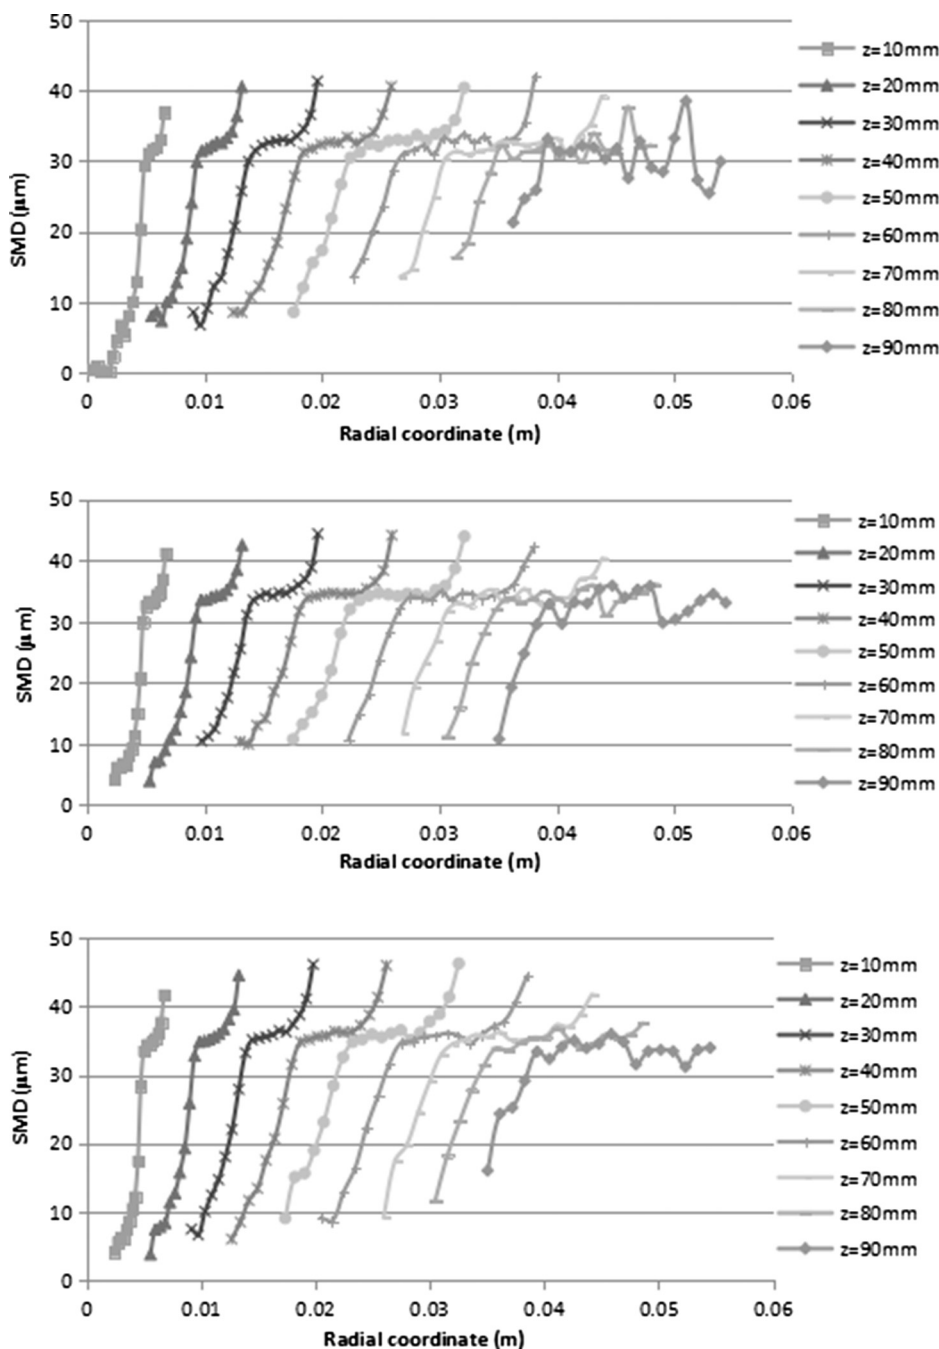 50
40
30
20
10
0
SMD (μm)
0 0.01 0.02 0.03 0.04 0.05 0.06
Radial coordinate (m)
z=10mm
z=20mm
z=30mm
z=40mm
z=50mm
z=60mm
z=70mm
z=80mm
z=90mm
50
40
30
20
10
0
SMD (μm)
0 0.01 0.02 0.03 0.04 0.05 0.06
Radial coordinate (m)
z=10mm
z=20mm
z=30mm
z=40mm
z=50mm
z=60mm
z=70mm
z=80mm
z=90mm
50
40
30
20
10
0
SMD (μm)
0 0.01 0.02 0.03 0.04 0.05 0.06
Radial coordinate (m)
z=10mm
z=20mm
z=30mm
z=40mm
z=50mm
z=60mm
z=70mm
z=80mm
z=90mm